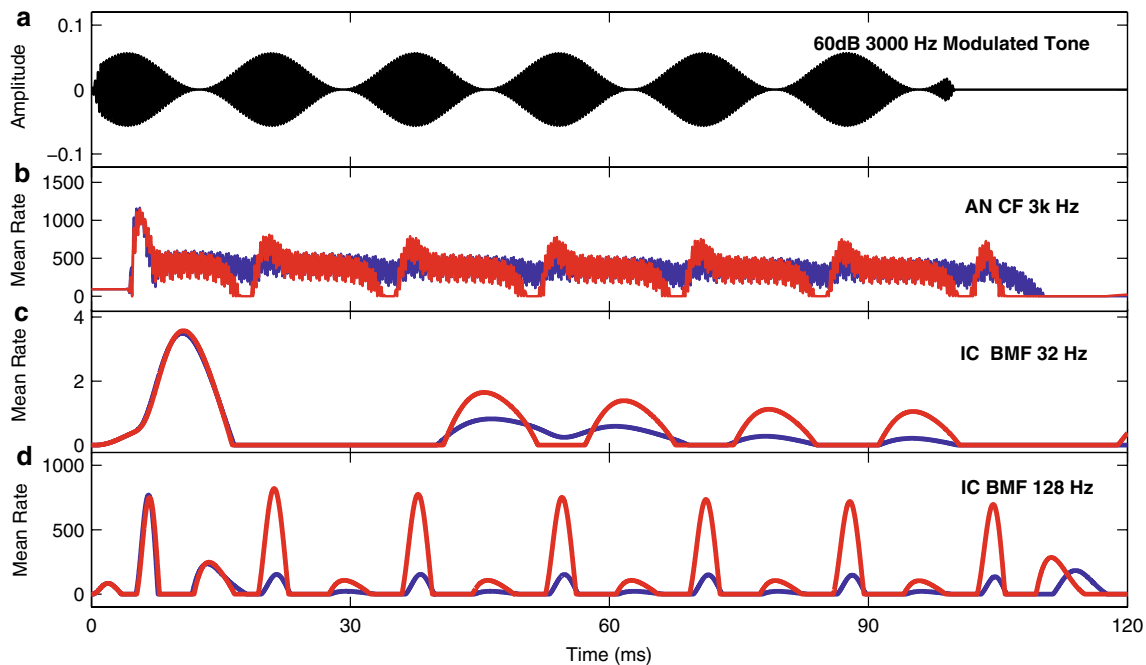 a
0.1
0
−0.1
Amplitude
60dB 3000 Hz Modulated Tone
b
1500
1000
500
0
Mean Rate
AN CF 3k Hz
c
4
2
0
Mean Rate
IC BMF 32 Hz
d
1000
500
0
Mean Rate
IC BMF 128 Hz
0 30 60 90 120
Time (ms)